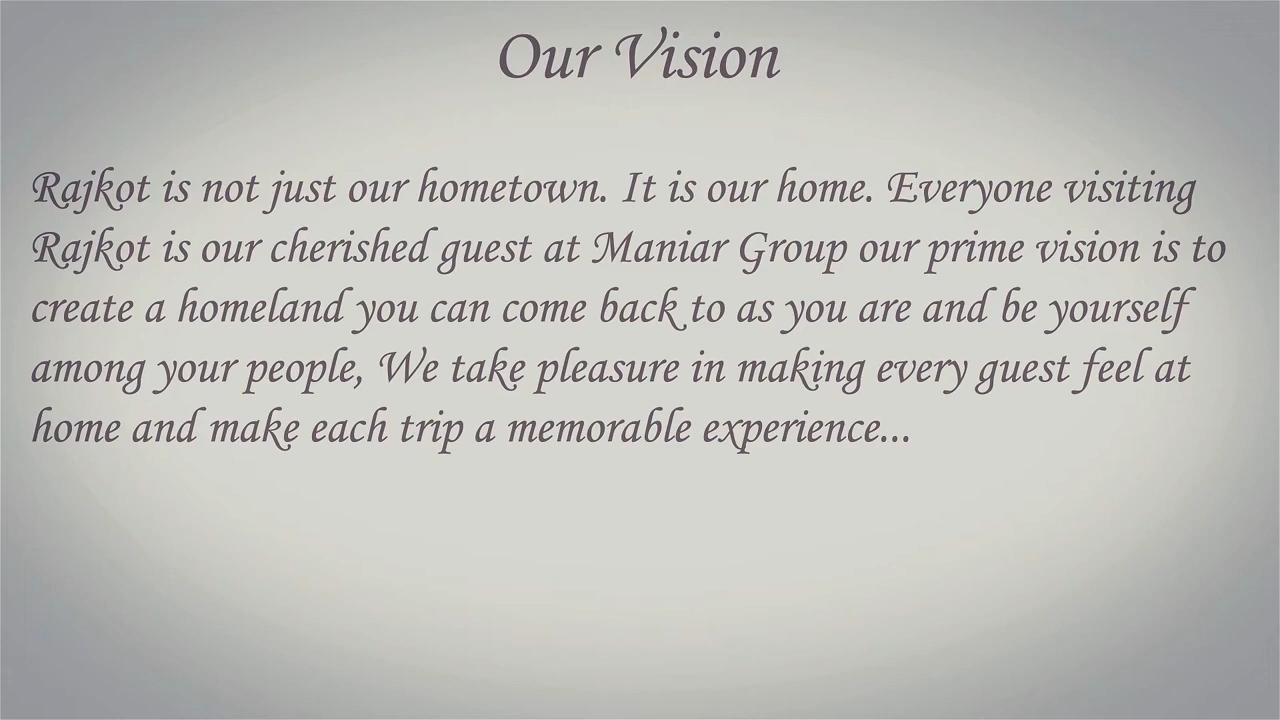 Our Vision
Rajkot is not just our hometown. It is our home. Everyone visiting
Rajkot is our cherished guest at Maniar Group our prime vision is to
create a homeland you can come back to as you are and be yourself
among your people, We take pleasure in making every guest feel at
home and make each trip a memorable experience...